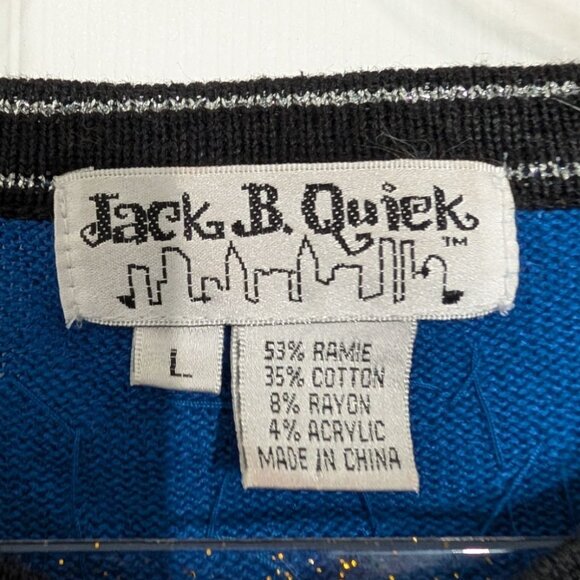 Jack B. Quick ™
L
53% RAMIE
35% COTTON
8% RAYON
4% ACRYLIC
MADE IN CHINA